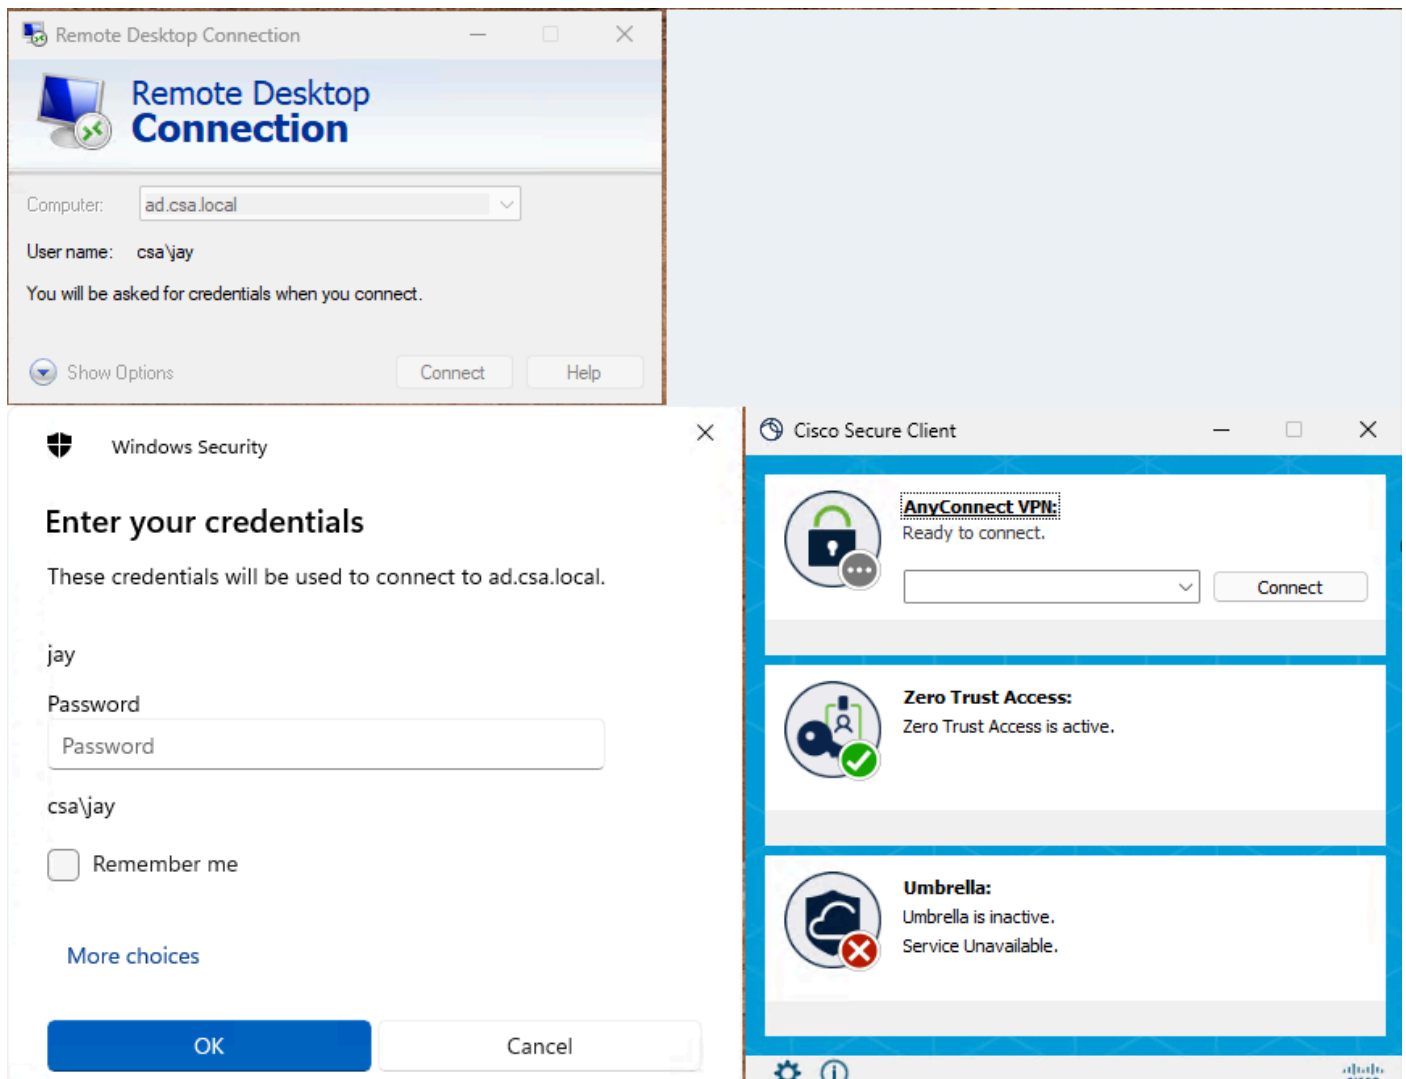 Remote Desktop Connection
Remote Desktop
Connection
Computer:
ad.csa.local
User name: csa\jay
You will be asked for credentials when you connect.
Show Options
Connect
Help
Windows Security
Enter your credentials
These credentials will be used to connect to ad.csa.local.
jay
Password
Password
csa\jay
Remember me
More choices
OK
Cancel
Cisco Secure Client
AnyConnect VPN:
Ready to connect.
Connect
Zero Trust Access:
Zero Trust Access is active.
Umbrella:
Umbrella is inactive.
Service Unavailable.